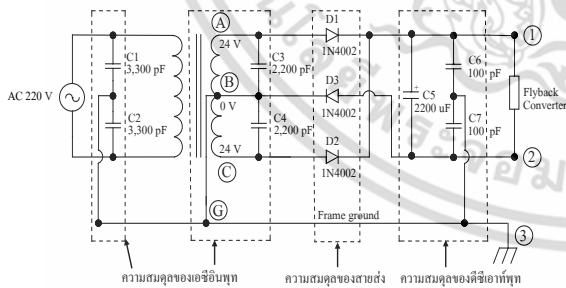 A
D1
1
24 V
1N4002
C1
3,300 pF
C3
2,200 pF
C6
100 pF
AC 220 V
B
0 V
D3
1N4002
C5
2200 uF
+
Flyback
Converter
C2
3,300 pF
C4
2,200 pF
C7
100 pF
24 V
D2
1N4002
C
2
G
Frame ground
3
ความสมดุลของเอซีอินพุท
ความสมดุลของสายส่ง
ความสมดุลของดีซีเอาท์พุท